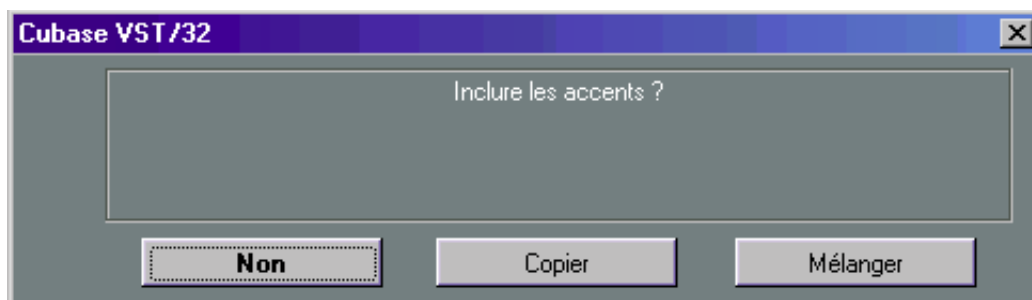 Cubase VST/32
Inclure les accents ?
Non Copier Mélanger